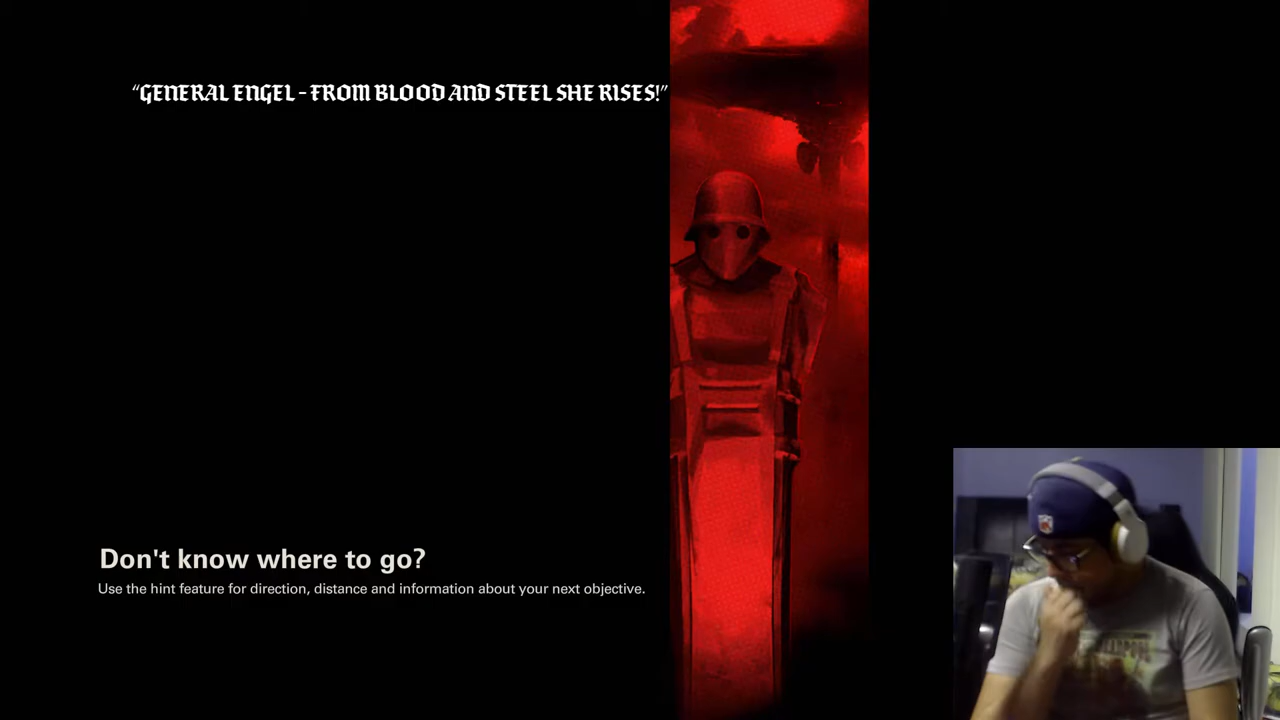 “GENERAL ENGEL - FROM BLOOD AND STEEL SHE RISES!”
Don't know where to go?
Use the hint feature for direction, distance and information about your next objective.